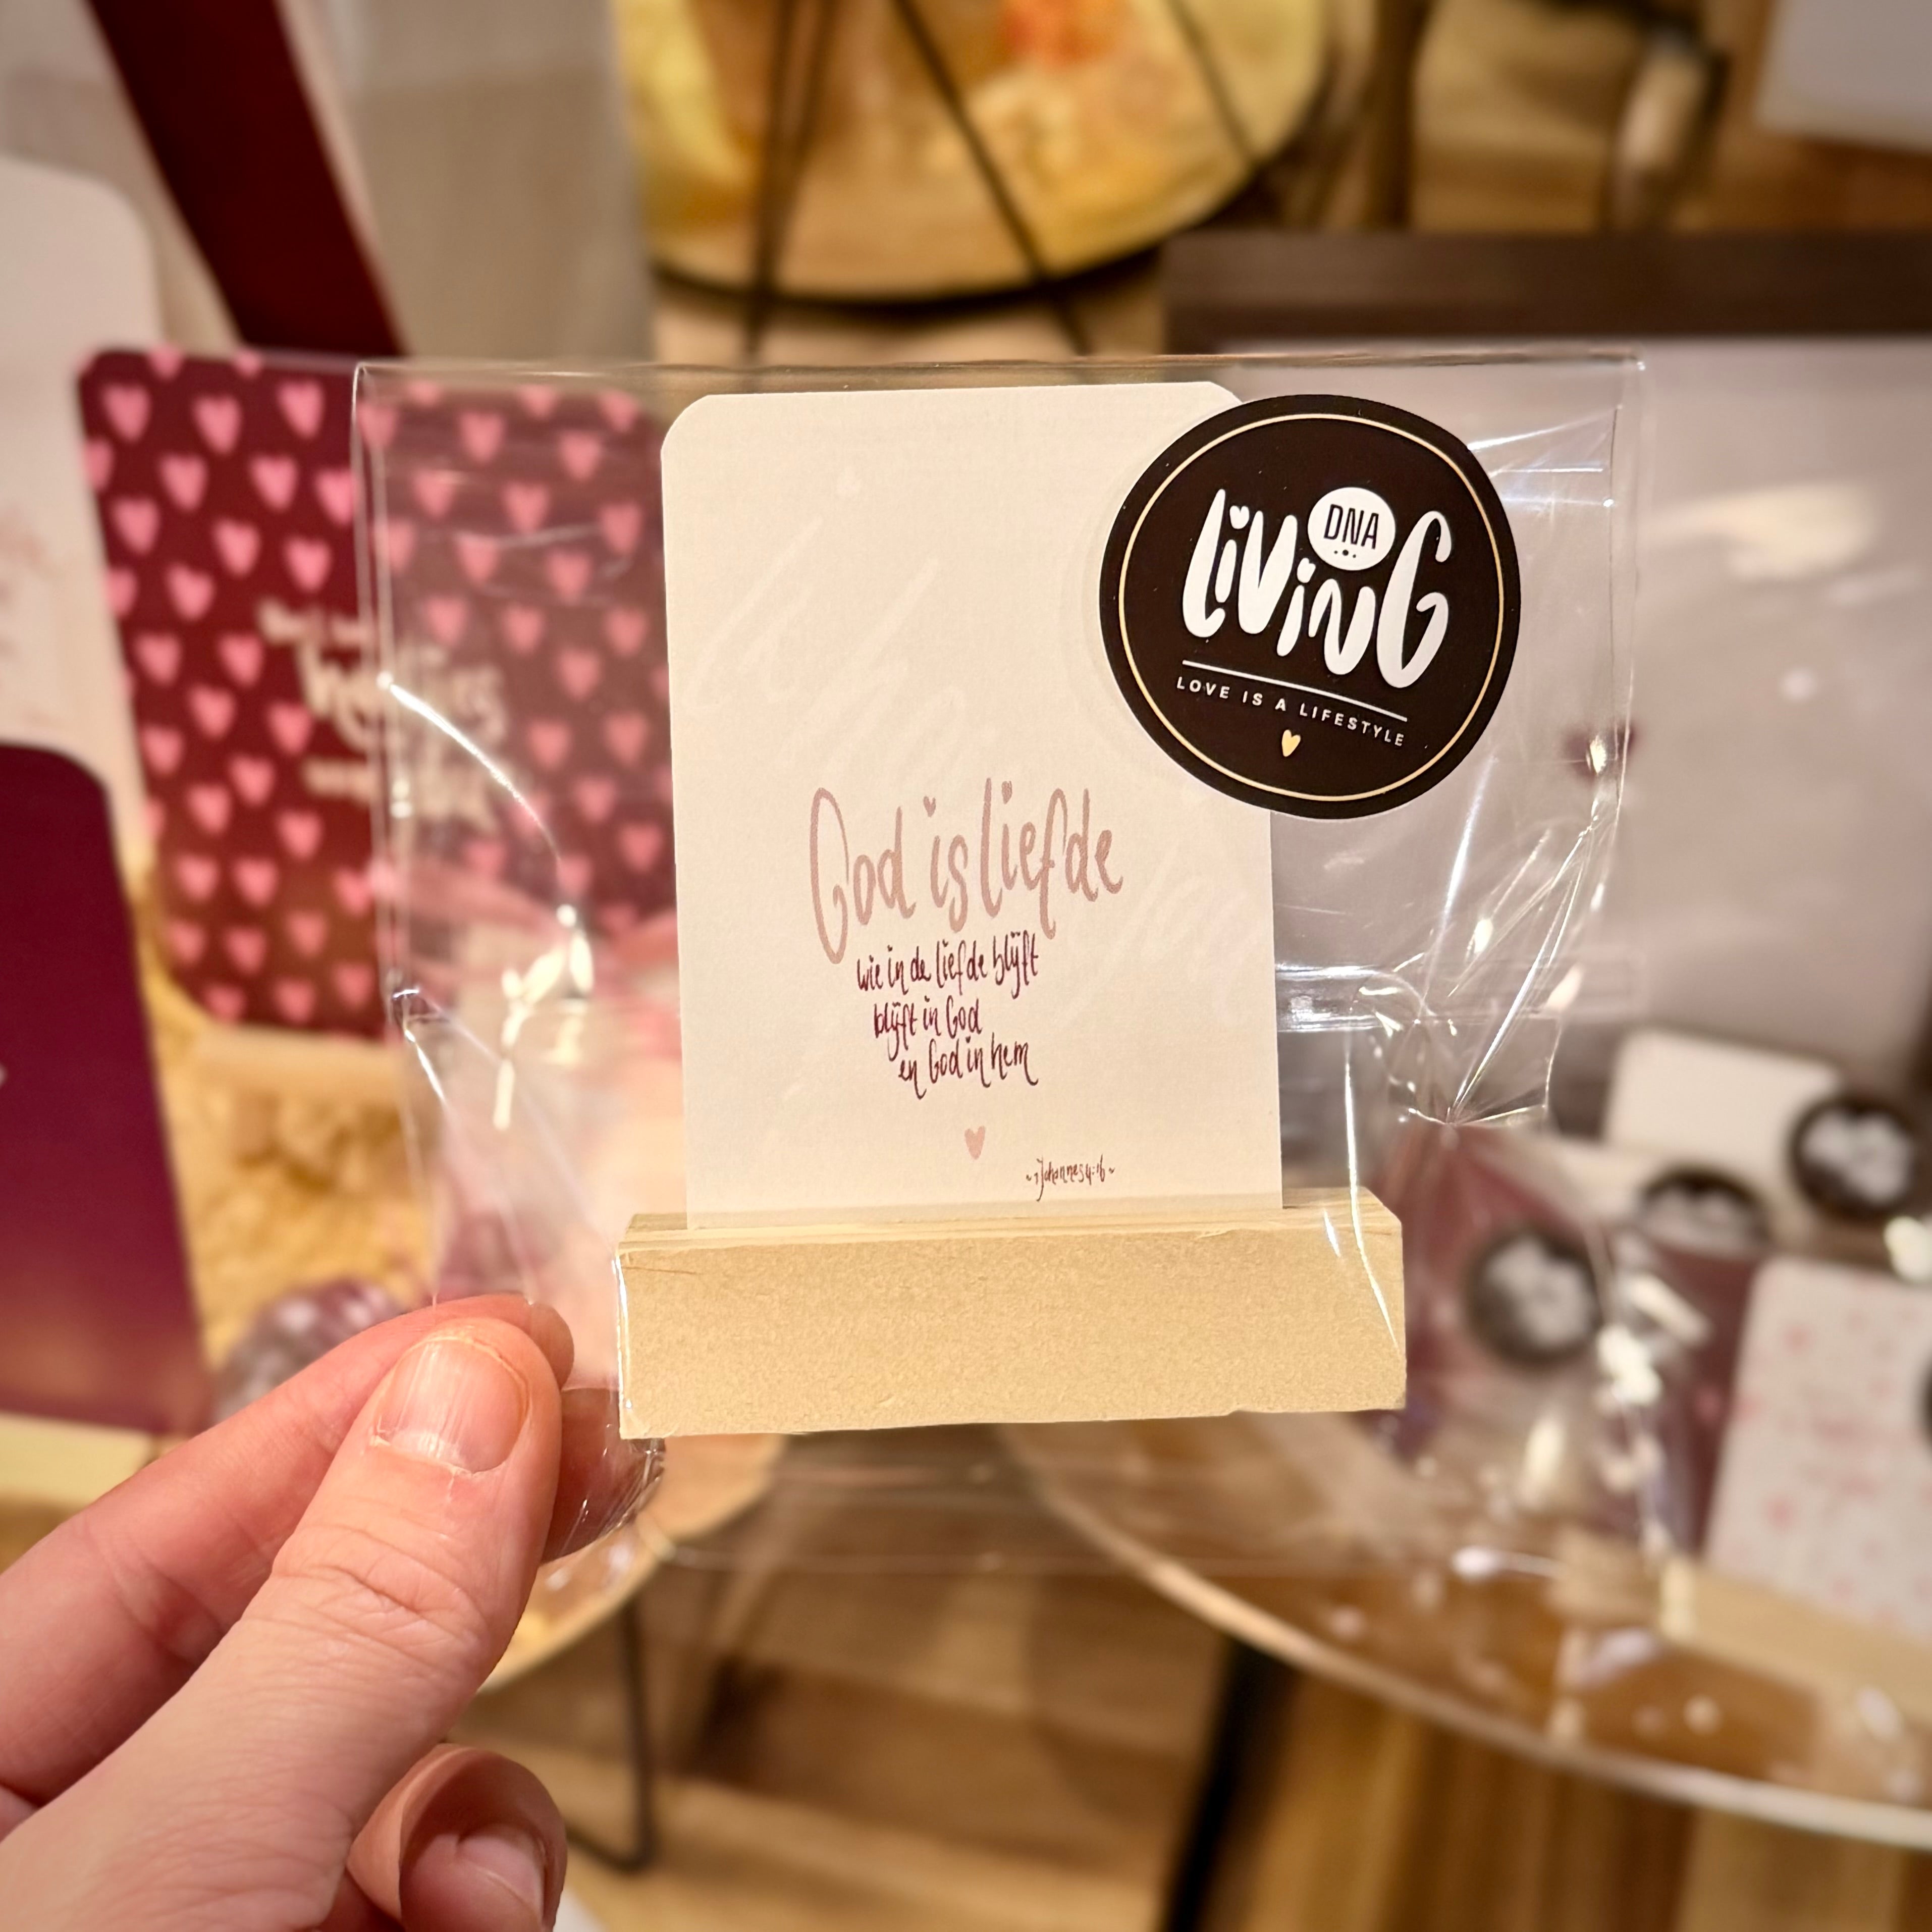 DNA
LiViNG
LOVE IS A LIFESTYLE
God is liefde
wie in de liefde blijft
blijft in God
en God in hem
~1 Johannes 4:16~